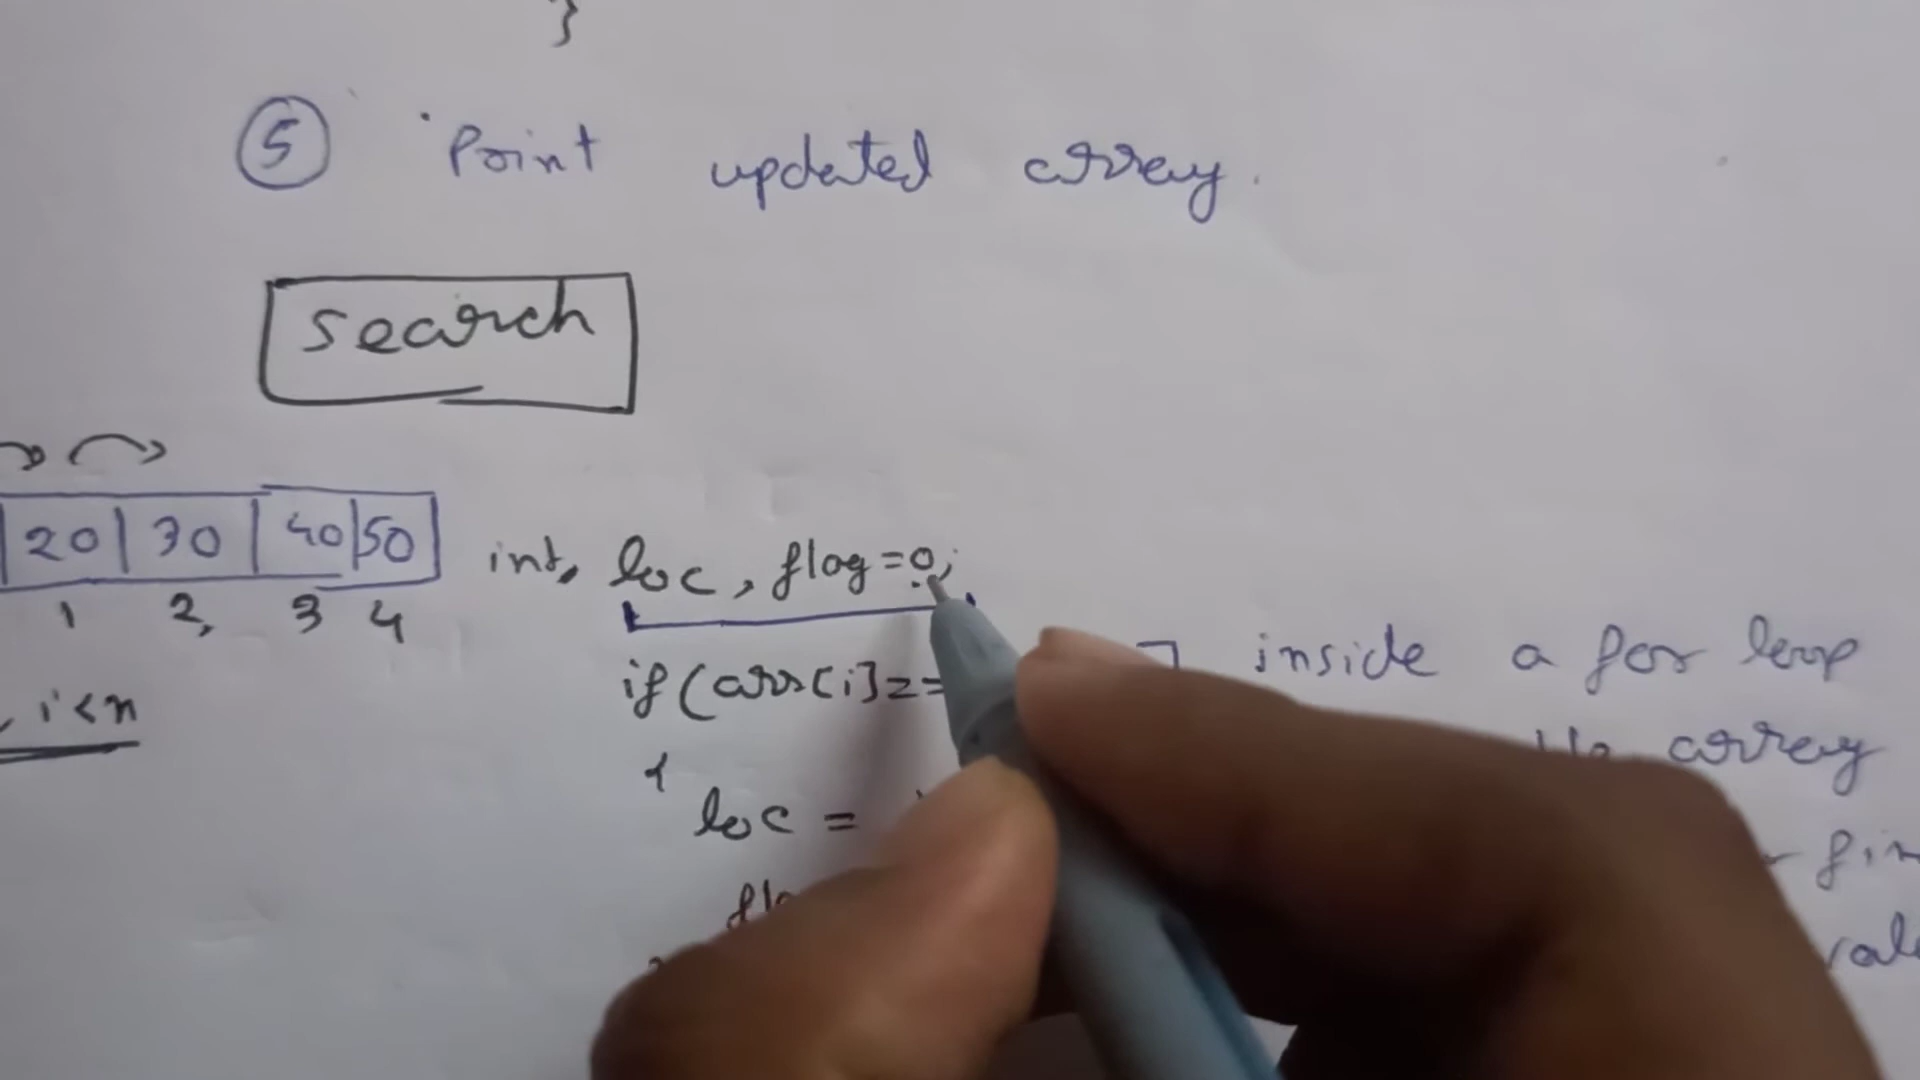 }
5 Print updated array.
search
20 30 40 50
1 2, 3 4
, i<n
int, loc, flag=0;
if (arr[i]==
{
loc =
inside a for loop
array